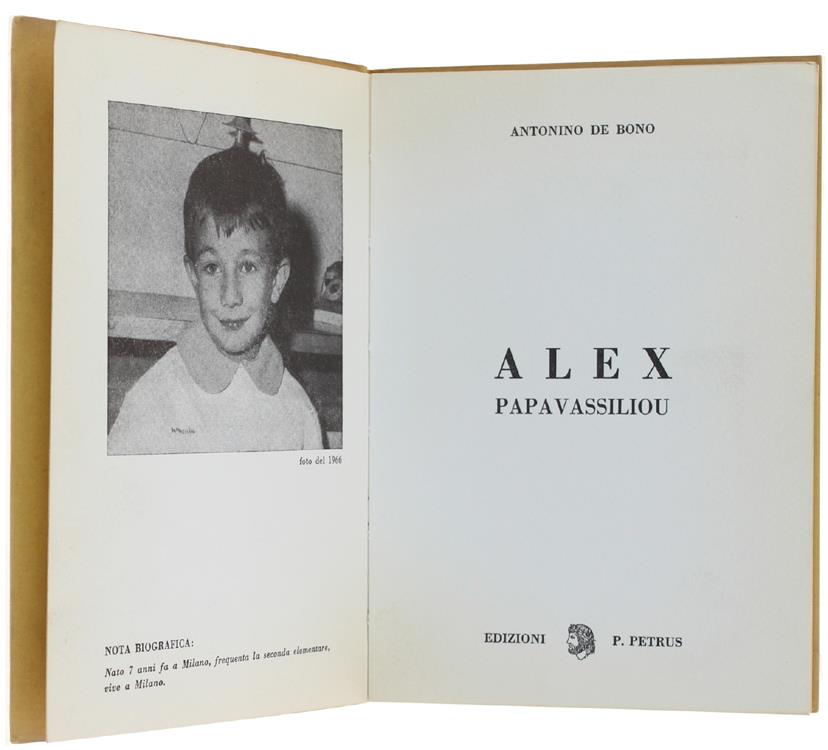 foto del 1966
NOTA BIOGRAFICA:
Nato 7 anni fa a Milano, frequenta la seconda elementare,
vive a Milano.
ANTONINO DE BONO
ALEX
PAPAVASSILIOU
EDIZIONI P. PETRUS